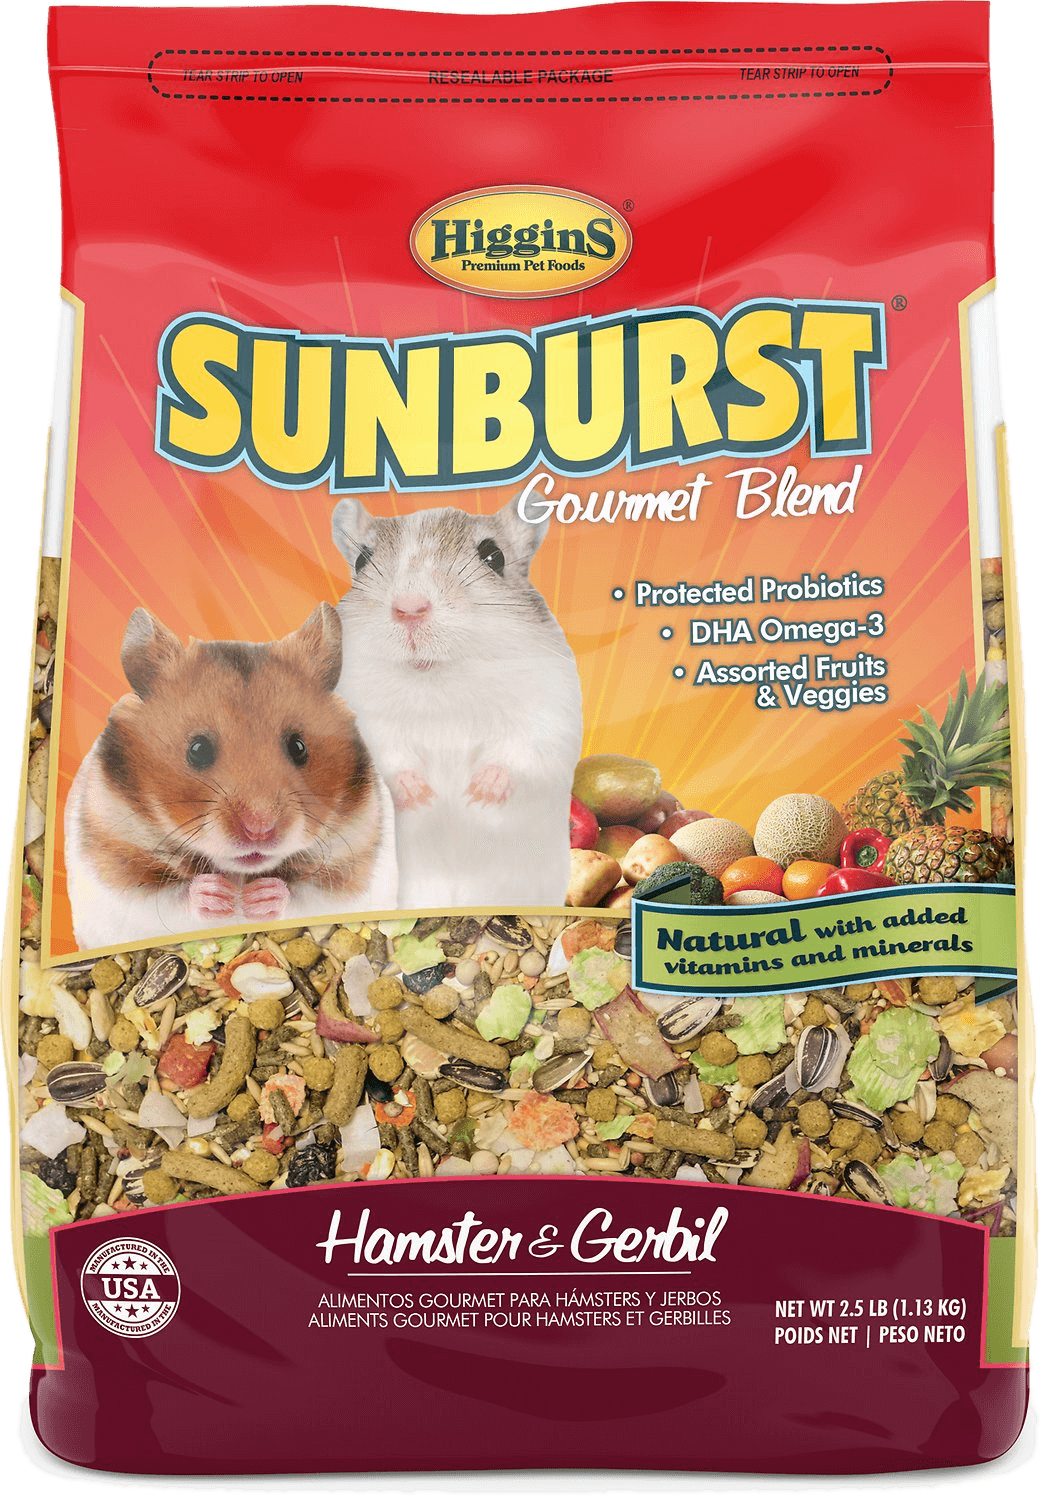 TEAR STRIP TO OPEN
RESEALABLE PACKAGE
TEAR STRIP TO OPEN
HigginS®
Premium Pet Foods
SUNBURST®
Gourmet Blend
• Protected Probiotics
• DHA Omega-3
• Assorted Fruits
& Veggies
Natural with added
vitamins and minerals
Hamster & Gerbil
ALIMENTOS GOURMET PARA HÁMSTERS Y JERBOS
ALIMENTS GOURMET POUR HAMSTERS ET GERBILLES
MANUFACTURED IN THE
USA
MANUFACTURED IN THE
NET WT 2.5 LB (1.13 KG)
POIDS NET | PESO NETO